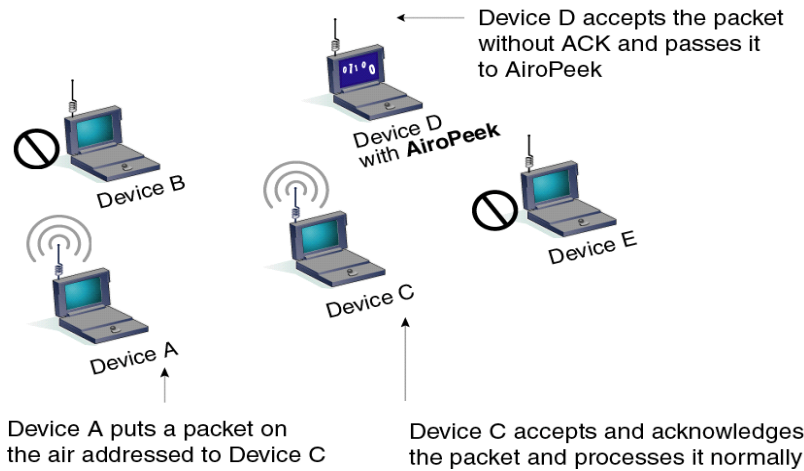 Device D accepts the packet
without ACK and passes it
to AiroPeek
01100
Device D
with AiroPeek
Device B
Device E
Device C
Device A
Device A puts a packet on
the air addressed to Device C
Device C accepts and acknowledges
the packet and processes it normally